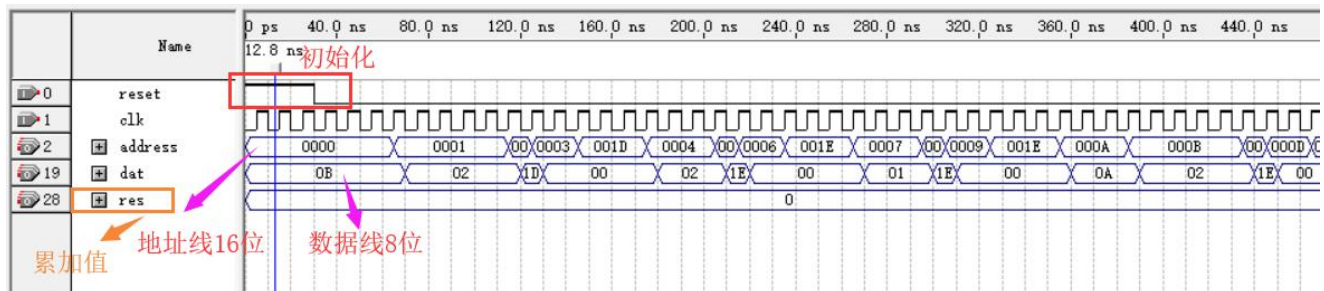 Name
0 ps 40.0 ns 80.0 ns 120.0 ns 160.0 ns 200.0 ns 240.0 ns 280.0 ns 320.0 ns 360.0 ns 400.0 ns 440.0 ns
12.8 ns
初始化
0 reset
1 clk
2 address 0000 0001 00 0003 001D 0004 00 0006 001E 0007 00 0009 001E 000A 000B 00 000D
19 dat 0B 02 1D 00 02 1E 00 01 1E 00 0A 02 1E 00
28 res 0
累加值 地址线16位 数据线8位